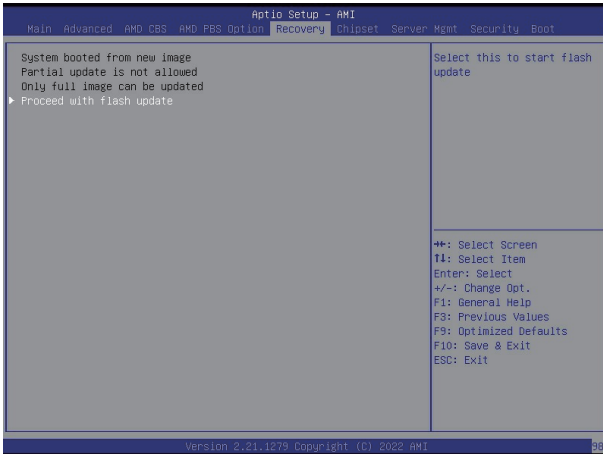 Aptio Setup - AMI
Main Advanced AMD CBS AMD PBS Option Recovery Chipset Server Mgmt Security Boot
System booted from new image
Partial update is not allowed
Only full image can be updated
▶ Proceed with flash update
Select this to start flash
update
→←: Select Screen
↑↓: Select Item
Enter: Select
+/-: Change Opt.
F1: General Help
F3: Previous Values
F9: Optimized Defaults
F10: Save & Exit
ESC: Exit
Version 2.21.1279 Copyright (C) 2022 AMI